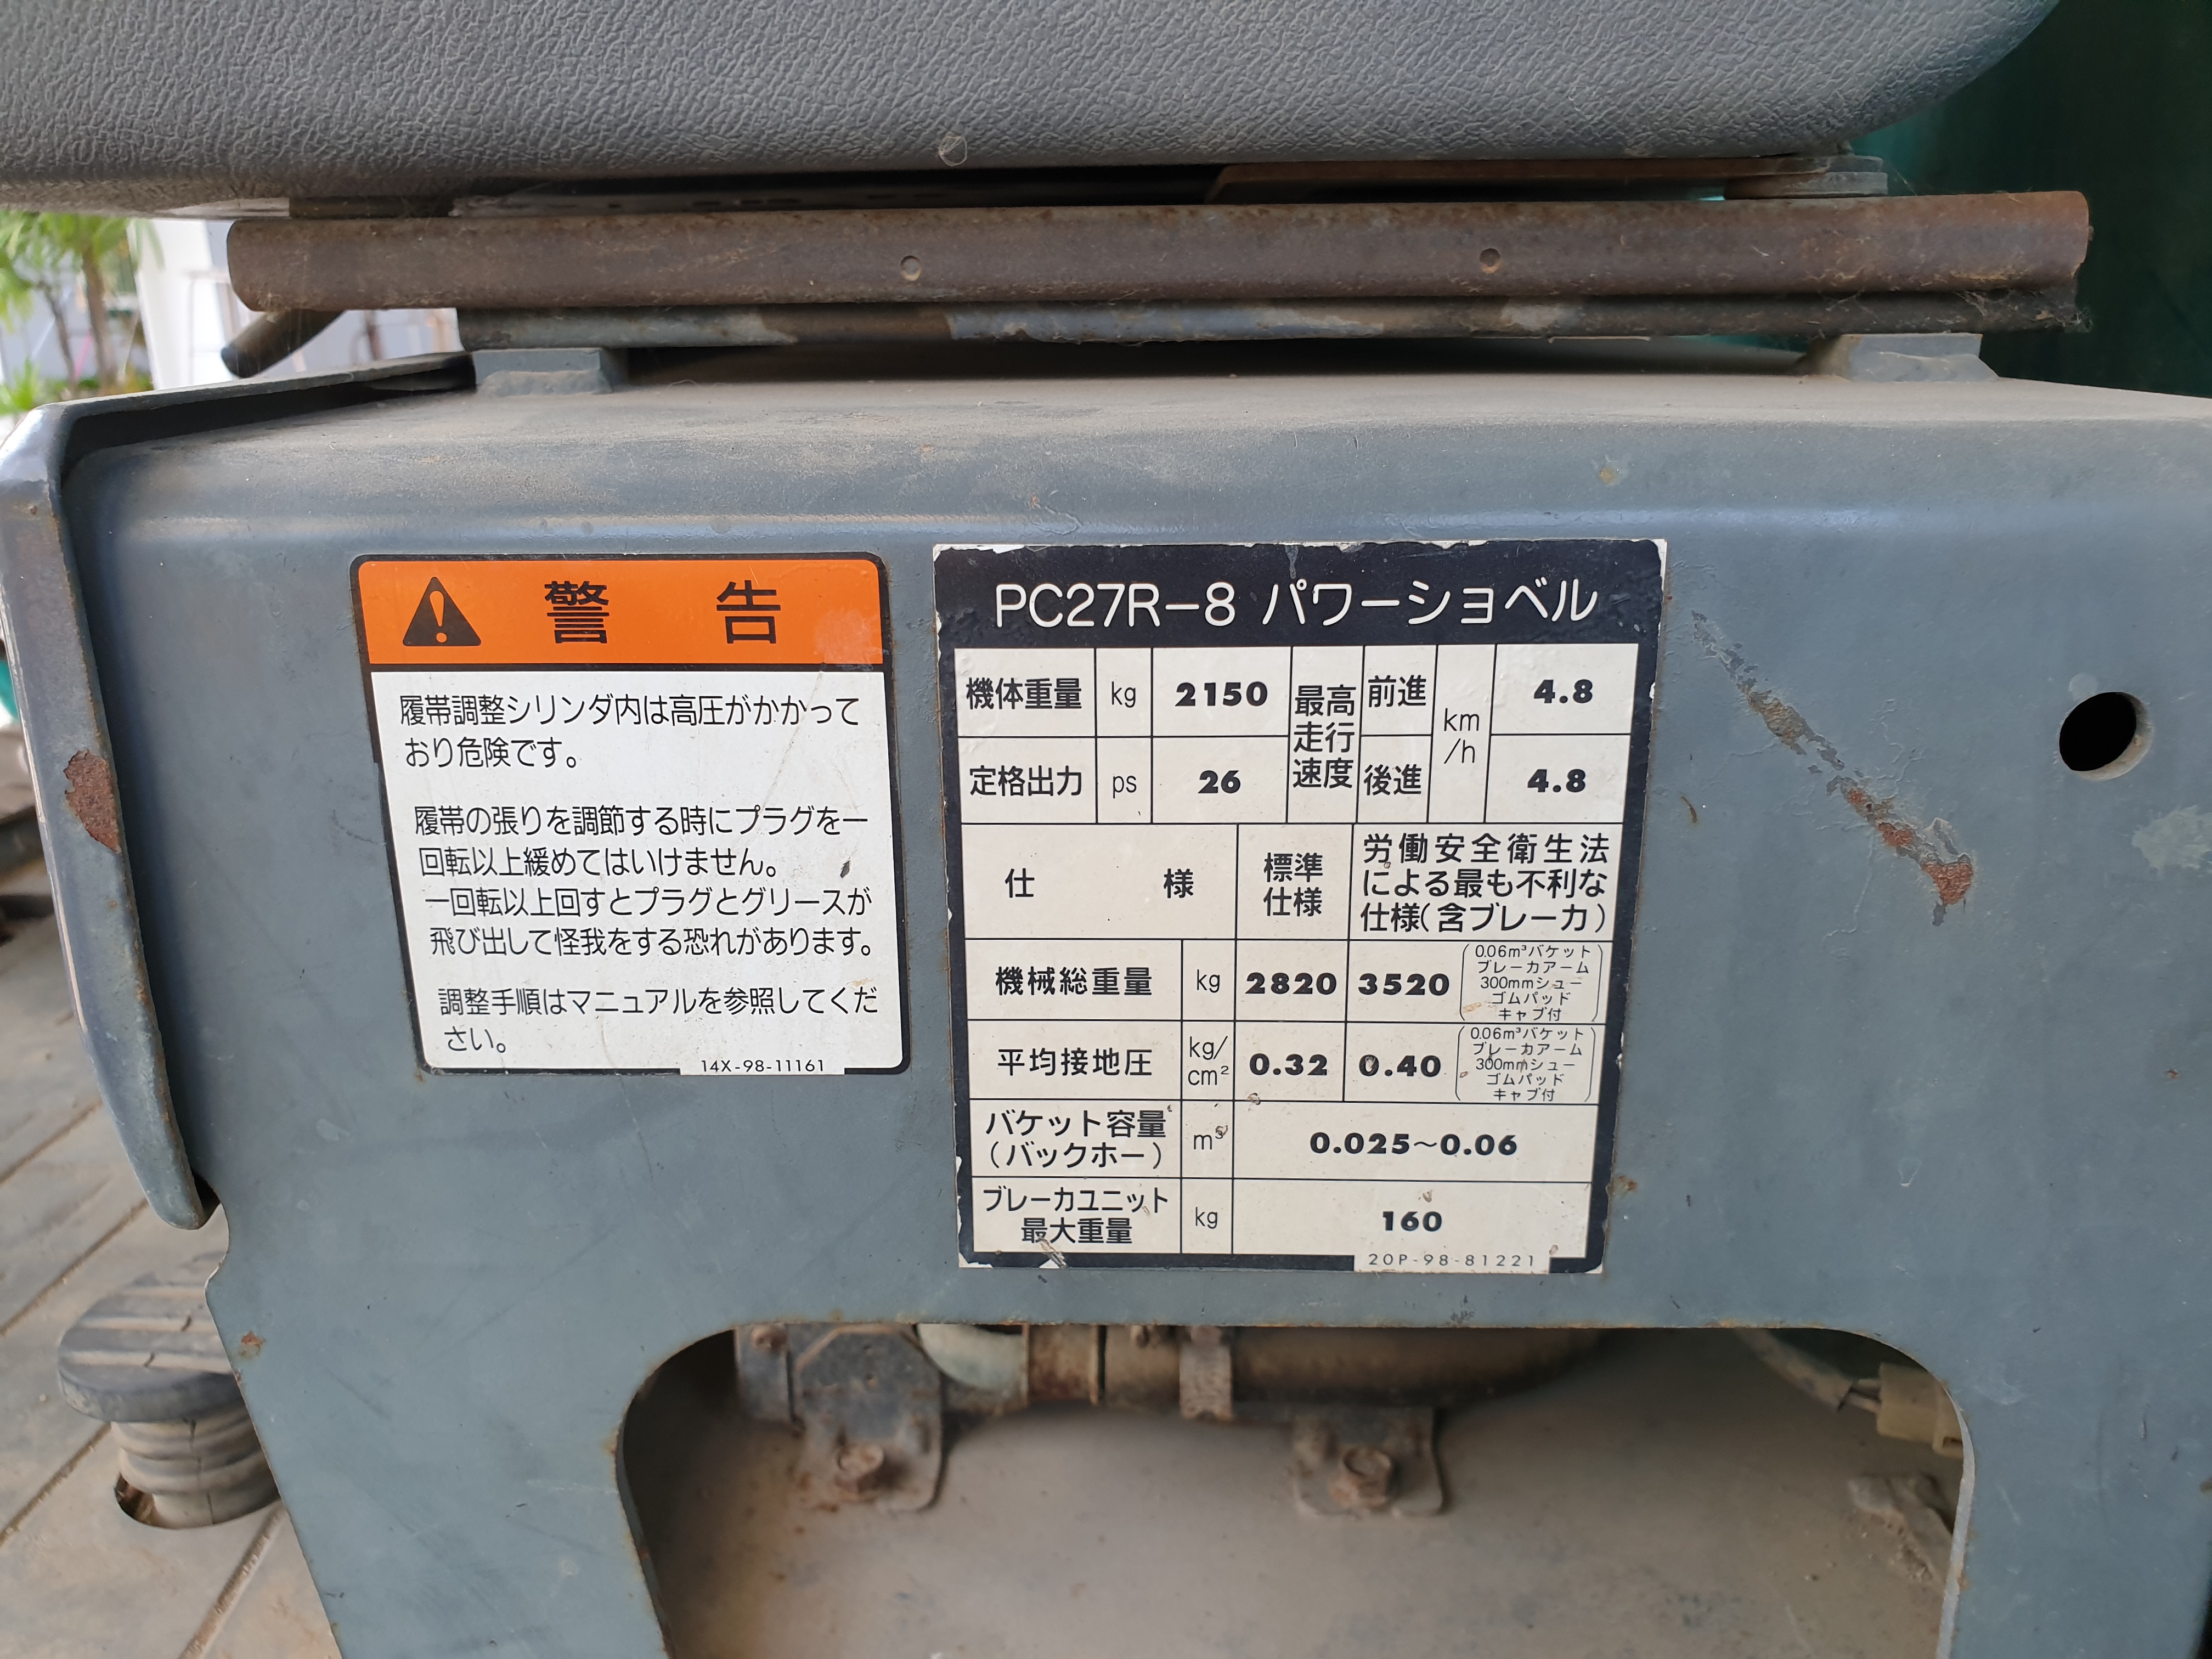 警 告
履帯調整シリンダ内は高圧がかかって
おり危険です。
履帯の張りを調節する時にプラグを一
回転以上緩めてはいけません。
一回転以上回すとプラグとグリースが
飛び出して怪我をする恐れがあります。
調整手順はマニュアルを参照してくだ
さい。
14X-98-11161
PC27R-8 パワーショベル
機体重量 kg 2150 最高走行速度 前進 km/h 4.8
定格出力 ps 26 後進 4.8
仕 様 標準仕様
労働安全衛生法
による最も不利な
仕様(含ブレーカ)
機械総重量 kg 2820 3520
0.06m³バケット
ブレーカアーム
300mmシュー
ゴムパッド
キャブ付
平均接地圧 kg/cm² 0.32 0.40
0.06m³バケット
ブレーカアーム
300mmシュー
ゴムパッド
キャブ付
バケット容量
(バックホー) m³ 0.025~0.06
ブレーカユニット
最大重量 kg 160
20P-98-81221